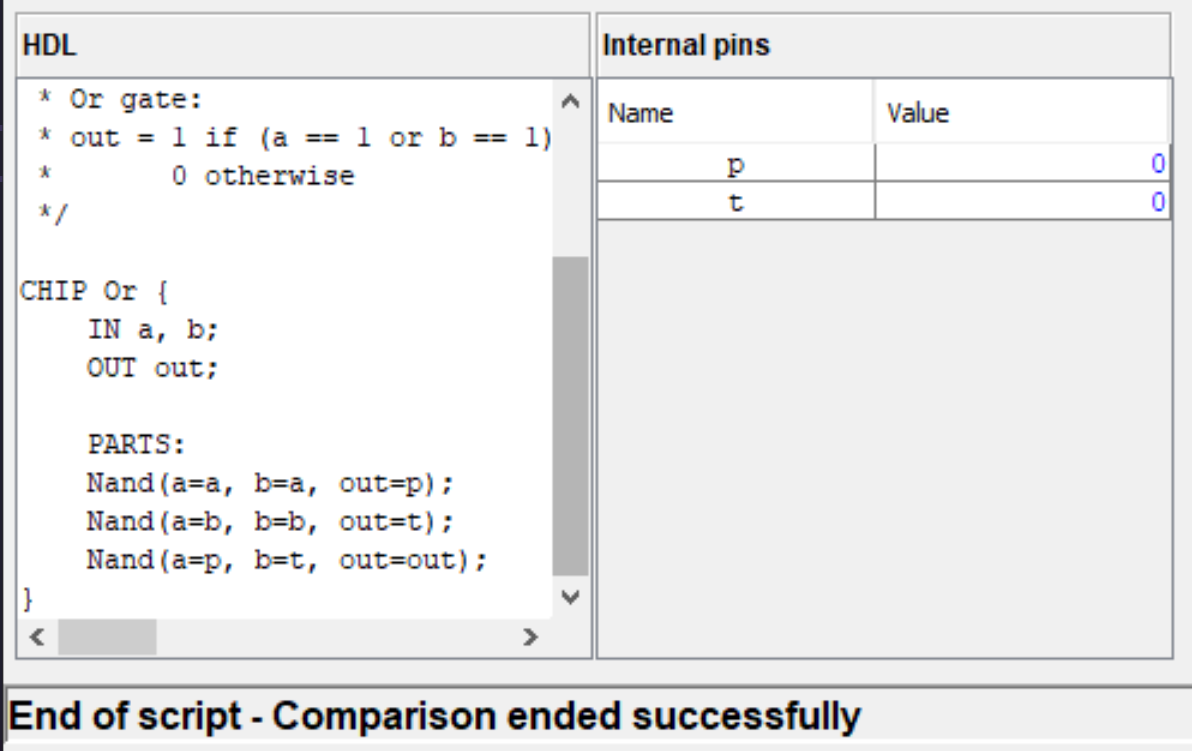 HDL
* Or gate:
* out = 1 if (a == 1 or b == 1)
*       0 otherwise
*/
CHIP Or {
    IN a, b;
    OUT out;
    PARTS:
    Nand(a=a, b=a, out=p);
    Nand(a=b, b=b, out=t);
    Nand(a=p, b=t, out=out);
}
Internal pins
Name Value
p 0
t 0
End of script - Comparison ended successfully